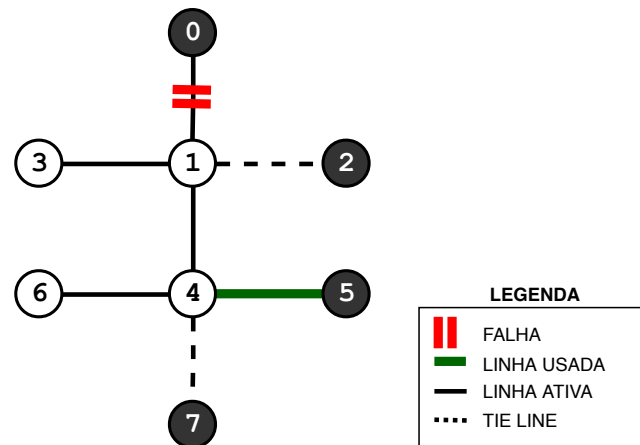 0
3 1 2
6 4 5
7
LEGENDA
FALHA
LINHA USADA
LINHA ATIVA
TIE LINE